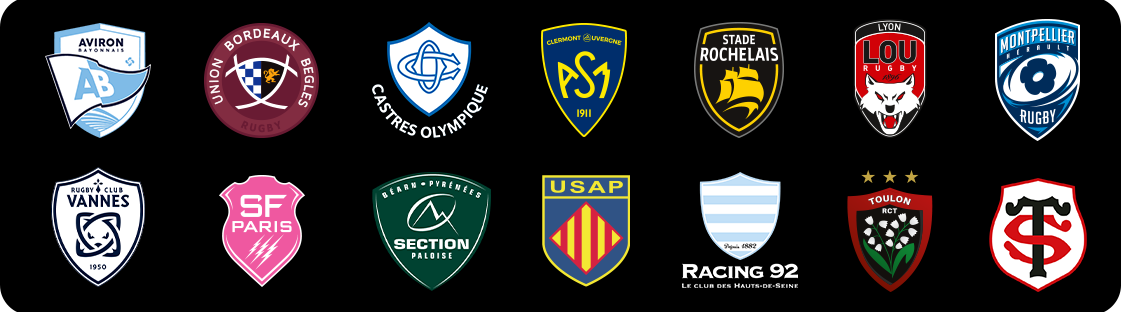 AVIRON
BAYONNAIS
AB
UNION BORDEAUX BEGLES
RUGBY
CASTRES OLYMPIQUE
CLERMONT AUVERGNE
ASM
1911
STADE
ROCHELAIS
LYON
LOU
RUGBY
MONTPELLIER
HÉRAULT
RUGBY
RUGBY CLUB
VANNES
1950
SF
PARIS
BÉARN • PYRÉNÉES
SECTION
PALOISE
USAP
Depuis 1882
RACING 92
LE CLUB DES HAUTS-DE-SEINE
TOULON
RCT
ST